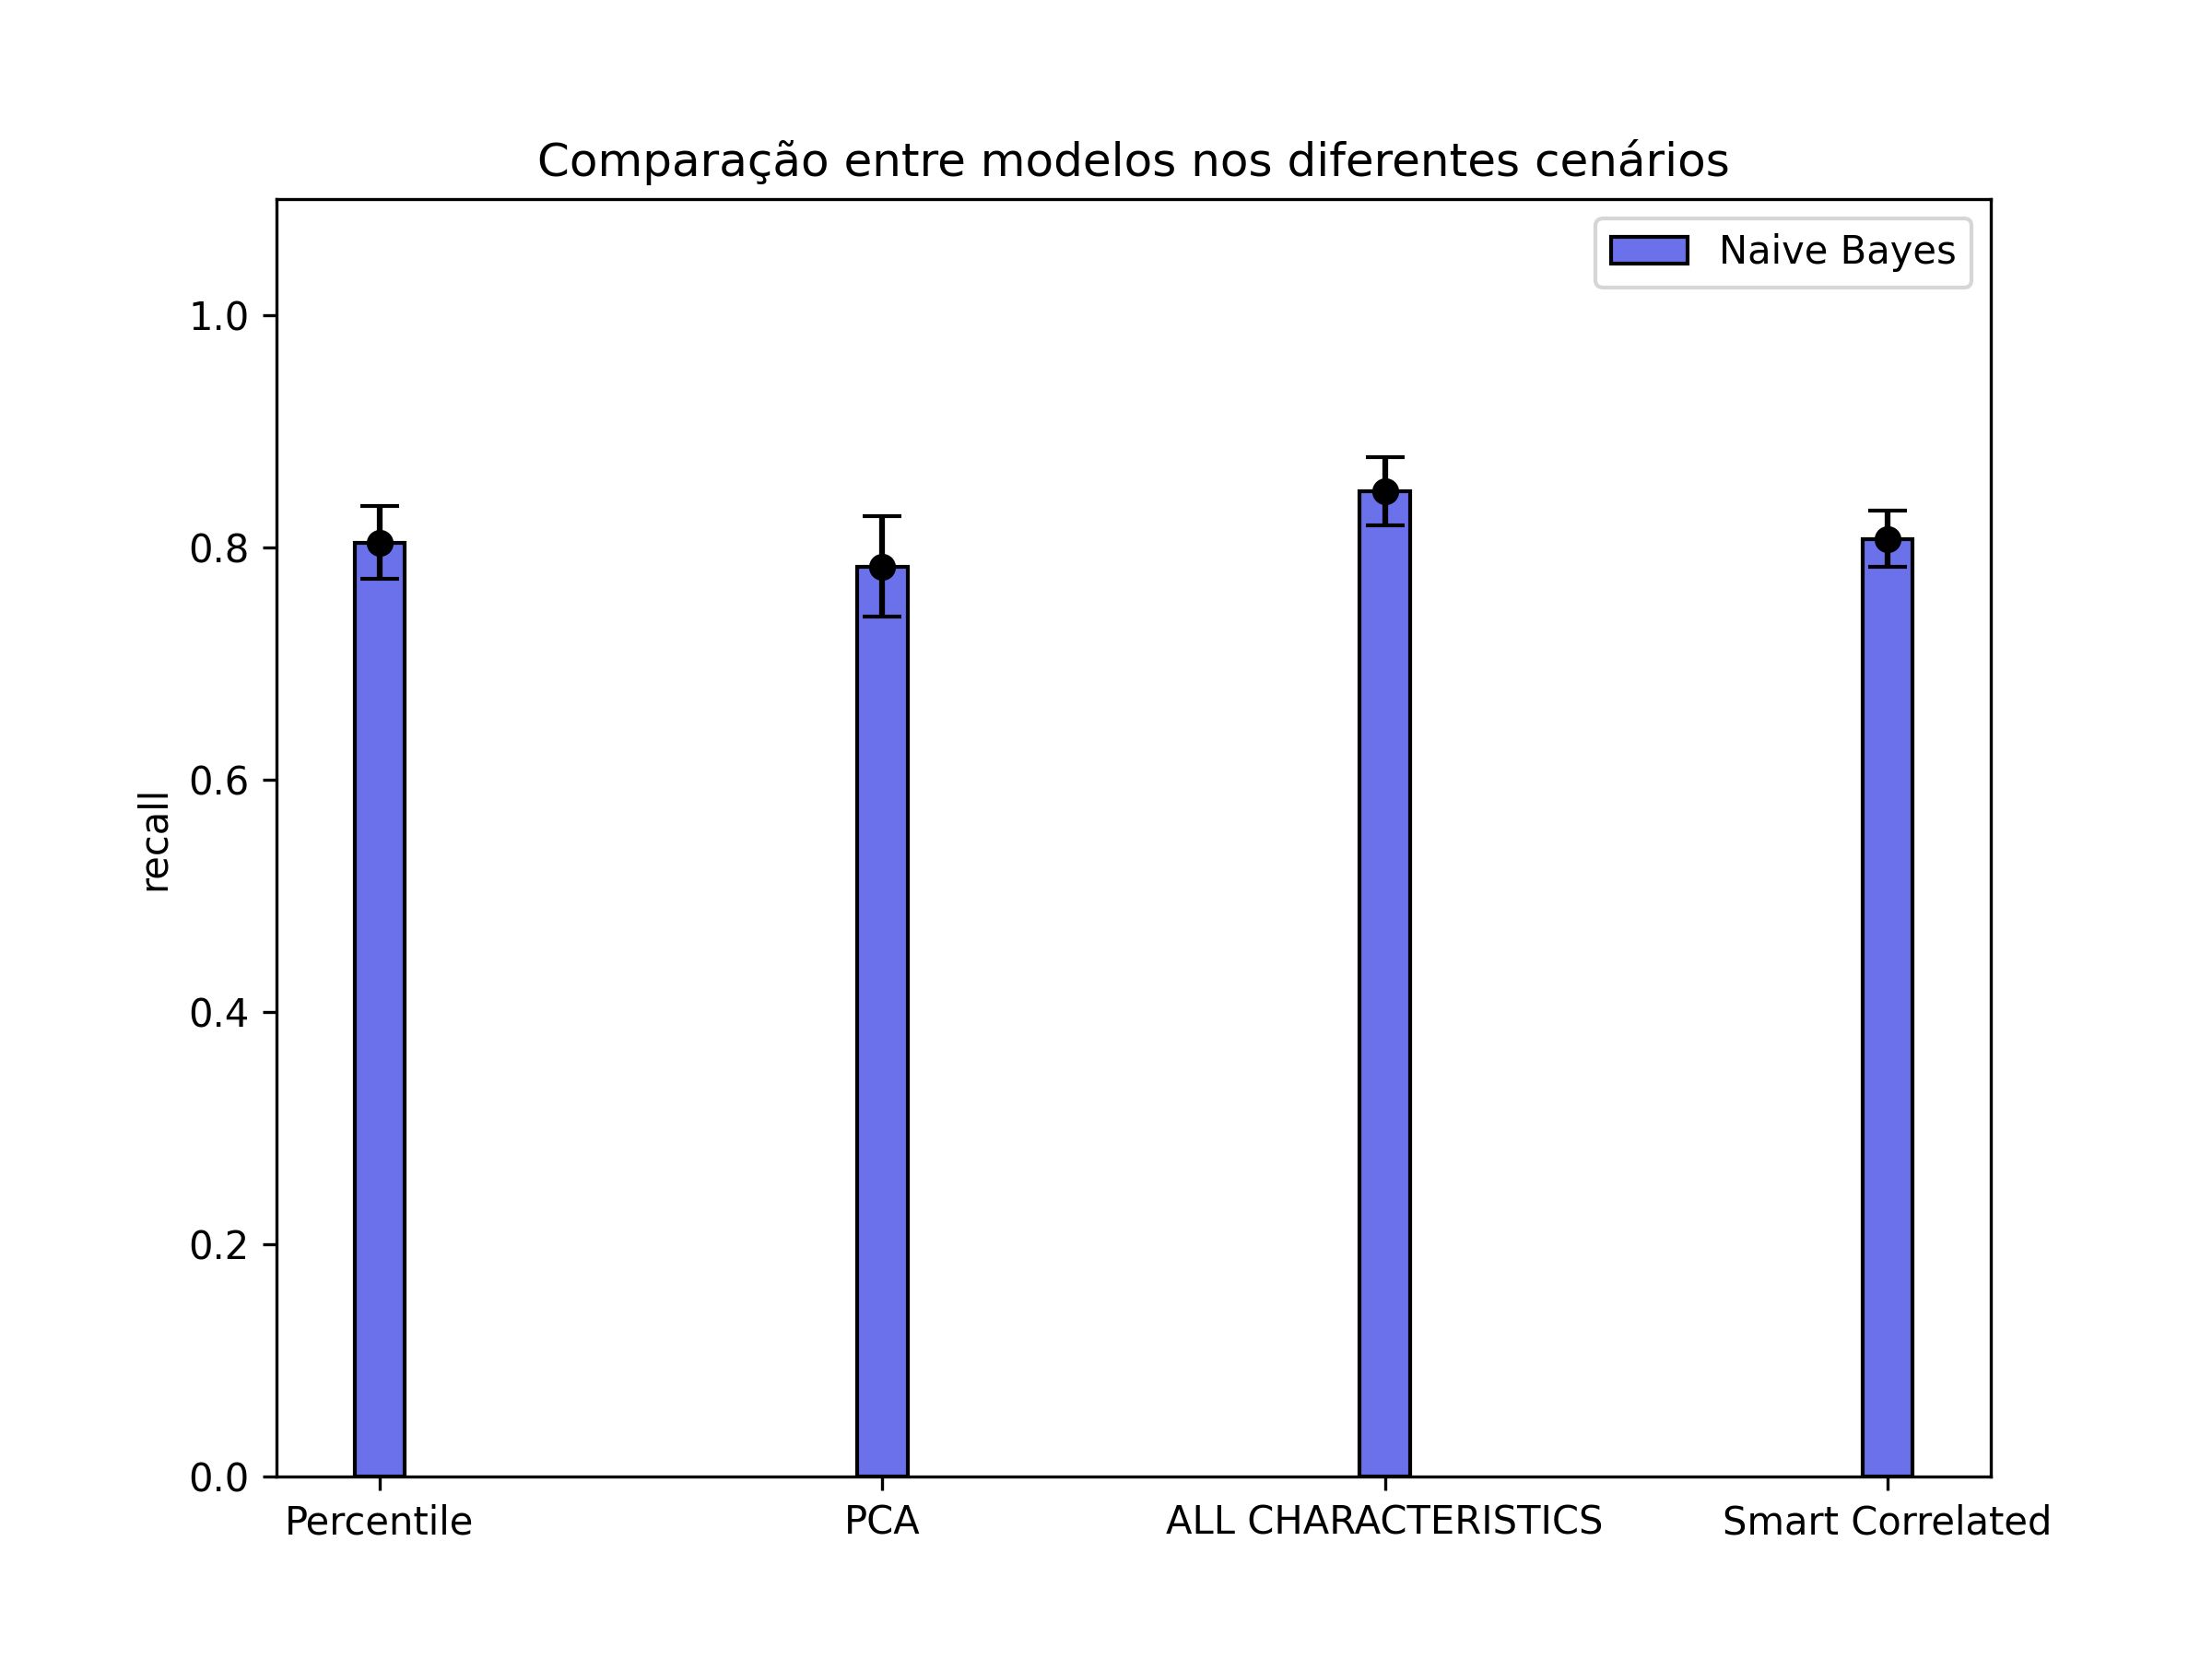 Comparação entre modelos nos diferentes cenários
Naive Bayes
1.0
0.8
0.6
0.4
0.2
0.0
recall
Percentile
PCA
ALL CHARACTERISTICS
Smart Correlated